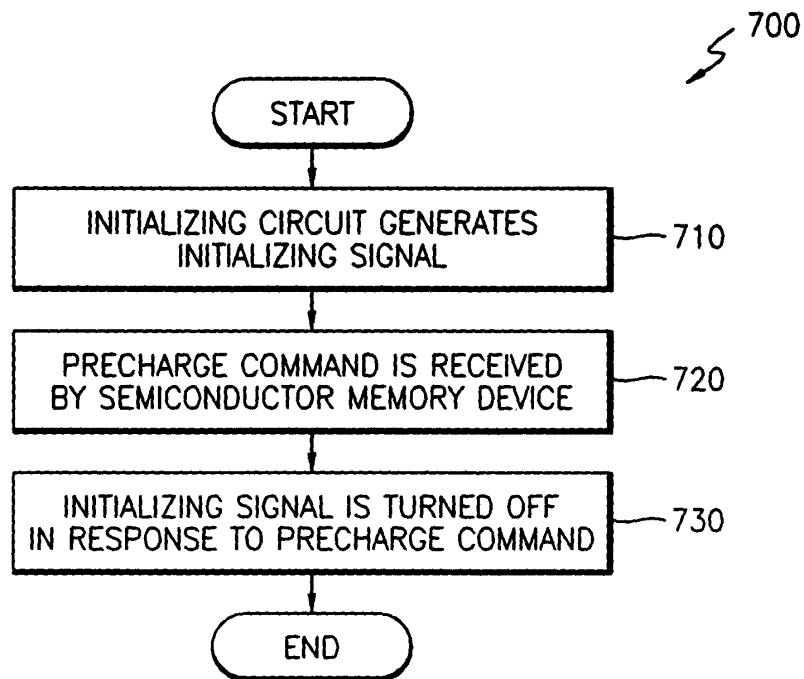 700
START
INITIALIZING CIRCUIT GENERATES
INITIALIZING SIGNAL
710
PRECHARGE COMMAND IS RECEIVED
BY SEMICONDUCTOR MEMORY DEVICE
720
INITIALIZING SIGNAL IS TURNED OFF
IN RESPONSE TO PRECHARGE COMMAND
730
END